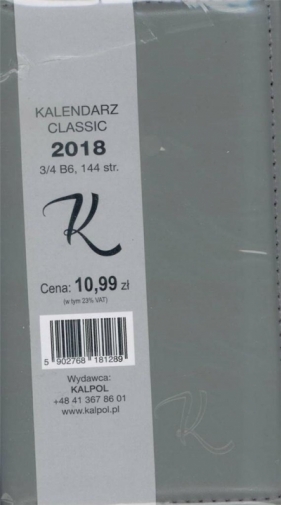 KALENDARZ
CLASSIC
2018
3/4 B6, 144 str.
K
Cena: 10,99 zł
(w tym 23% VAT)
5 902768 181289
Wydawca:
KALPOL
+48 41 367 86 01
www.kalpol.pl
K